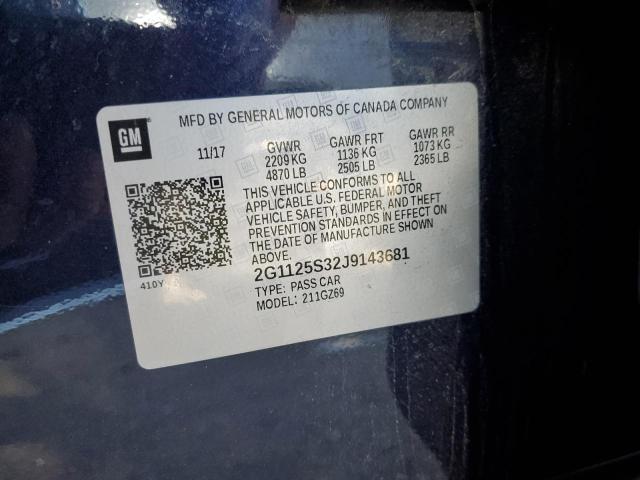 MFD BY GENERAL MOTORS OF CANADA COMPANY
GM
11/17 GVWR GAWR FRT GAWR RR
2209 KG 1136 KG 1073 KG
4870 LB 2505 LB 2365 LB
THIS VEHICLE CONFORMS TO ALL
APPLICABLE U.S. FEDERAL MOTOR
VEHICLE SAFETY, BUMPER, AND THEFT
PREVENTION STANDARDS IN EFFECT ON
THE DATE OF MANUFACTURE SHOWN
ABOVE.
2G1125S32J9143681
TYPE: PASS CAR
MODEL: 211GZ69